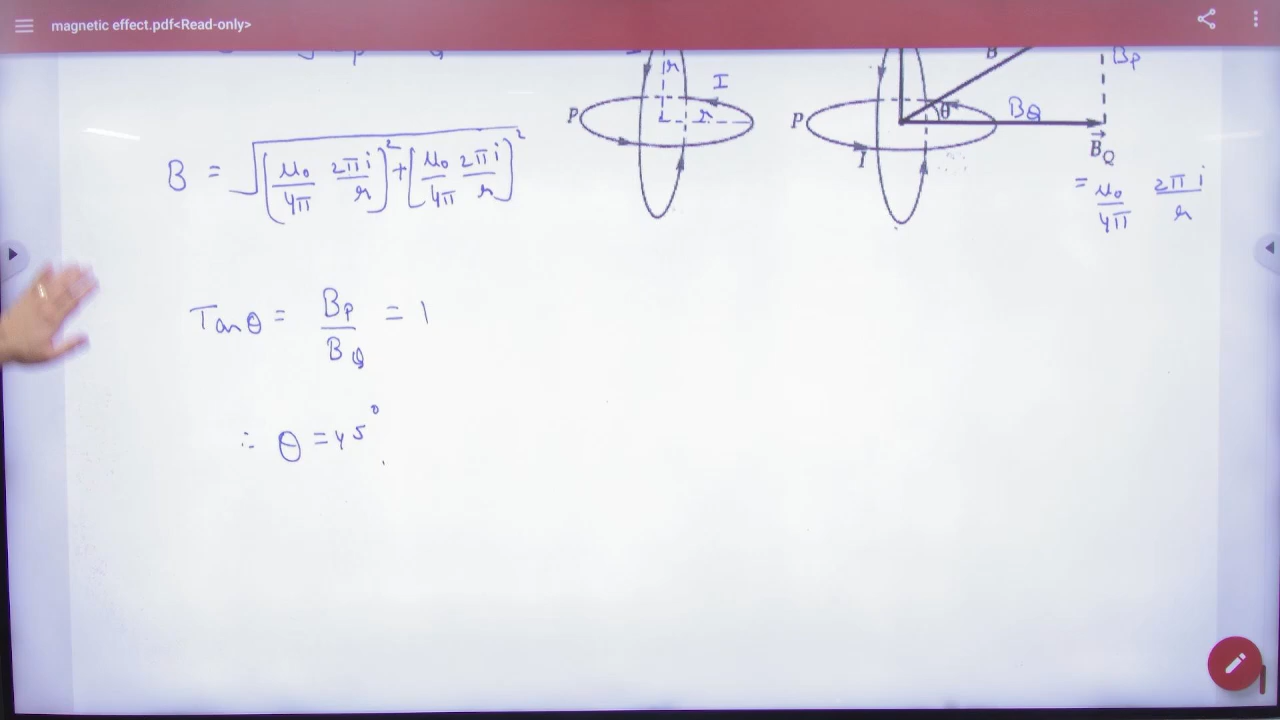 magnetic effect.pdf<Read-only>
B
Bp
r
I
P
r
P
θ
BQ
I
B⃗Q
= μ₀/4π 2πi/r
B = √([μ₀/4π 2πi/r]² + [μ₀/4π 2πi/r]²)
Tanθ = Bp/BQ = 1
∴ θ = 45°